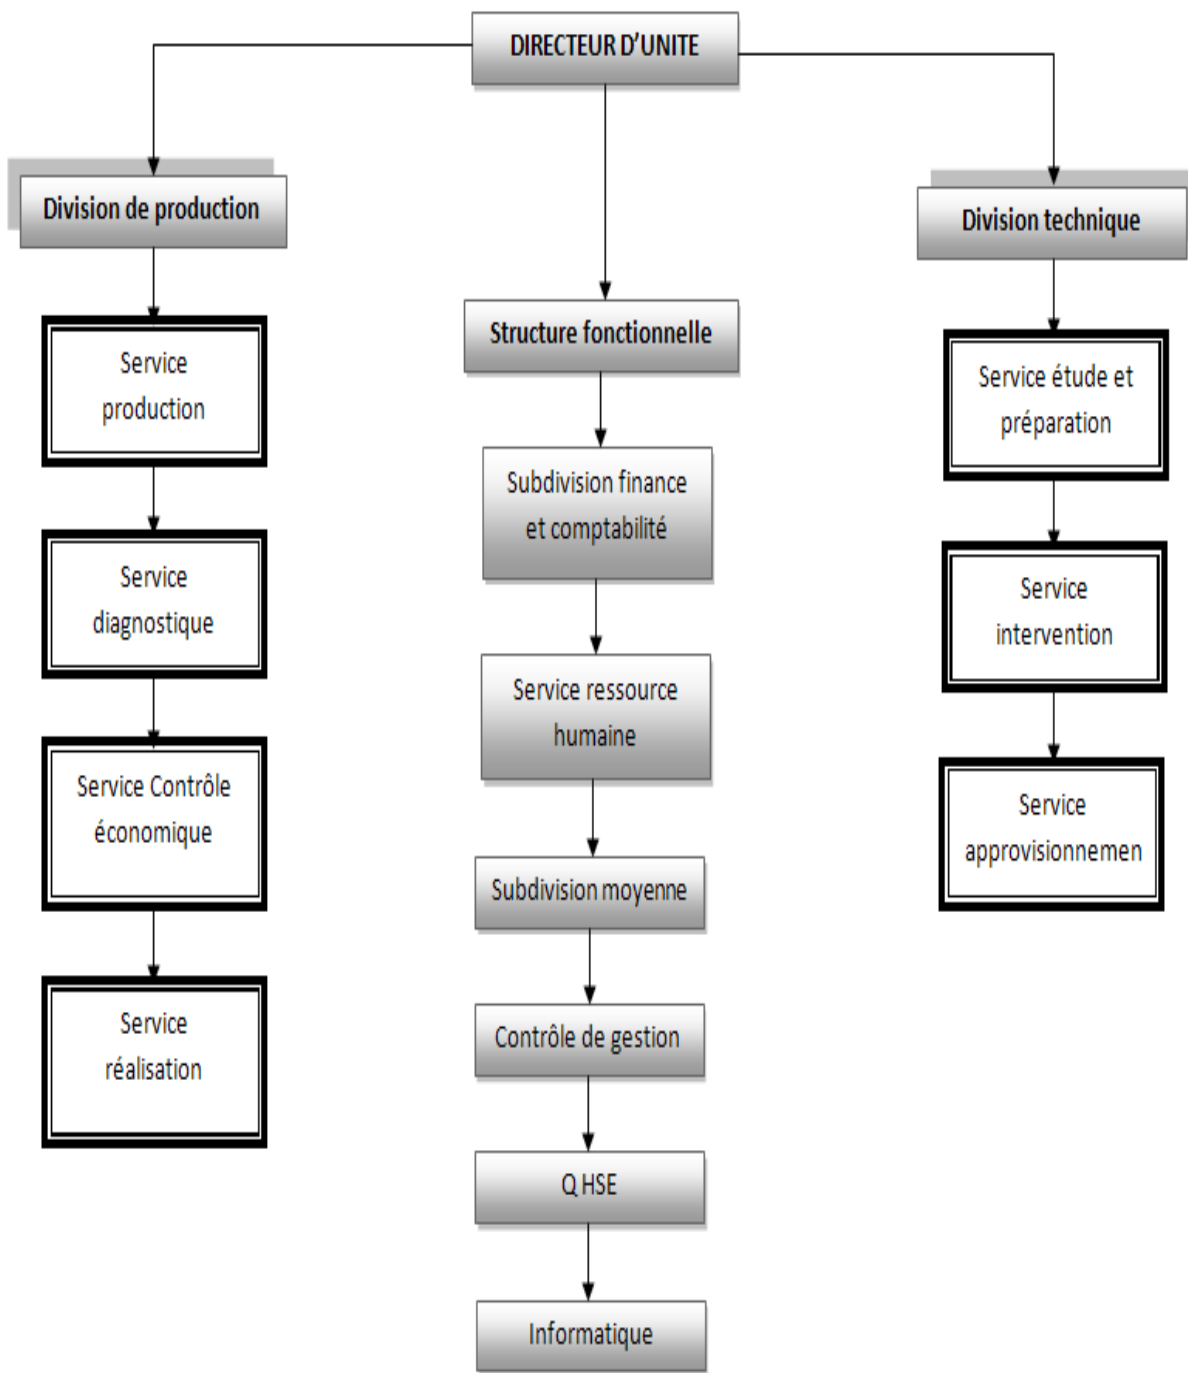 DIRECTEUR D'UNITE
Division de production
Service
production
Service
diagnostique
Service Contrôle
économique
Service
réalisation
Structure fonctionnelle
Subdivision finance
et comptabilité
Service ressource
humaine
Subdivision moyenne
Contrôle de gestion
Q HSE
Informatique
Division technique
Service étude et
préparation
Service
intervention
Service
approvisionnemen